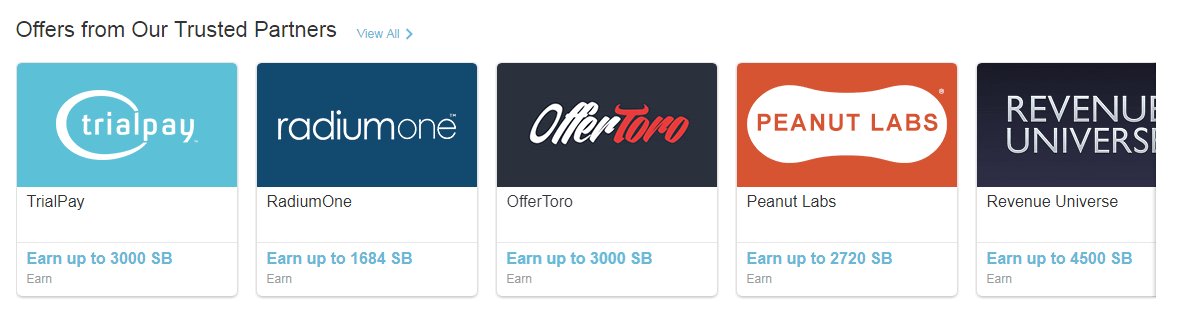 Offers from Our Trusted Partners View All
trialpay™
radiumone™
OfferToro
PEANUT LABS®
REVENUE
UNIVERSE
TrialPay
RadiumOne
OfferToro
Peanut Labs
Revenue Universe
Earn up to 3000 SB
Earn up to 1684 SB
Earn up to 3000 SB
Earn up to 2720 SB
Earn up to 4500 SB
Earn
Earn
Earn
Earn
Earn